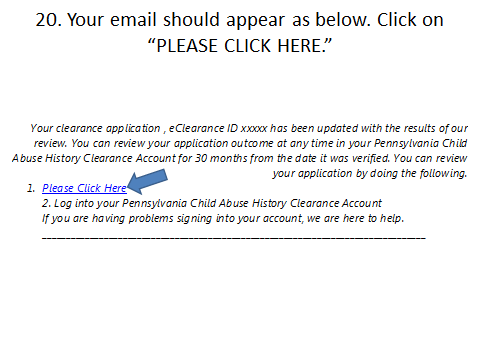 20. Your email should appear as below. Click on
“PLEASE CLICK HERE.”
Your clearance application , eClearance ID xxxxx has been updated with the results of our
review. You can review your application outcome at any time in your Pennsylvania Child
Abuse History Clearance Account for 30 months from the date it was verified. You can review
your application by doing the following.
1. Please Click Here
2. Log into your Pennsylvania Child Abuse History Clearance Account
If you are having problems signing into your account, we are here to help.